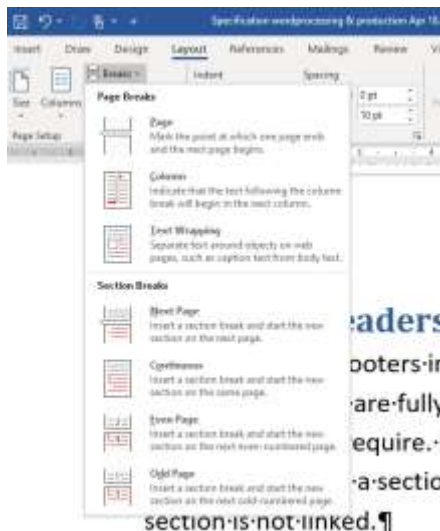 Specification wordprocessing & production Apr 18
Insert Draw Design Layout References Mailings Review
Breaks Indent Spacing
Size Columns
0 pt
10 pt
Page Setup
Page Breaks
Page
Mark the point at which one page ends
and the next page begins.
Column
Indicate that the text following the column
break will begin in the next column.
Text Wrapping
Separate text around objects on web
pages, such as caption text from body text.
Section Breaks
Next Page
Insert a section break and start the new
section on the next page.
Continuous
Insert a section break and start the new
section on the same page.
Even Page
Insert a section break and start the new
section on the next even-numbered page.
Odd Page
Insert a section break and start the new
section on the next odd-numbered page.
eaders
ooters·in
·are·fully
equire.·
·a·sectio
section·is·not·linked.¶